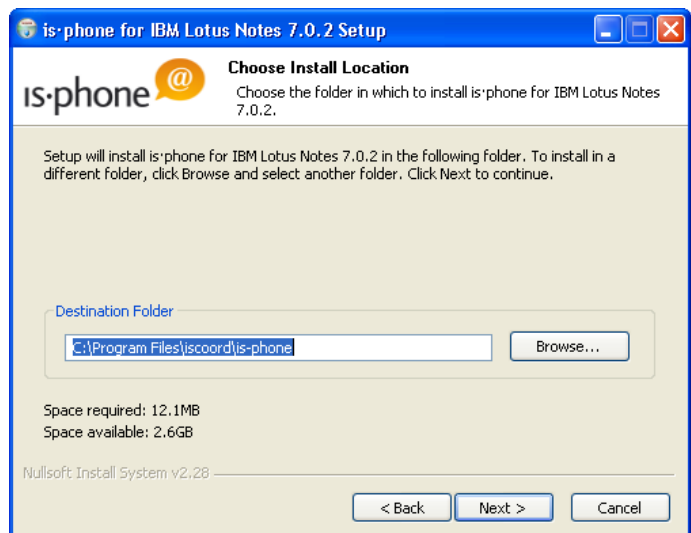 is·phone for IBM Lotus Notes 7.0.2 Setup
is·phone @
Choose Install Location
Choose the folder in which to install is·phone for IBM Lotus Notes
7.0.2.
Setup will install is·phone for IBM Lotus Notes 7.0.2 in the following folder. To install in a
different folder, click Browse and select another folder. Click Next to continue.
Destination Folder
C:\Program Files\iscoord\is-phone
Browse...
Space required: 12.1MB
Space available: 2.6GB
Nullsoft Install System v2.28
< Back
Next >
Cancel